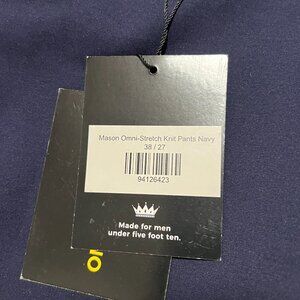 Mason Omni-Stretch Knit Pants Navy
38 / 27
94126423
Made for men
under five foot ten.